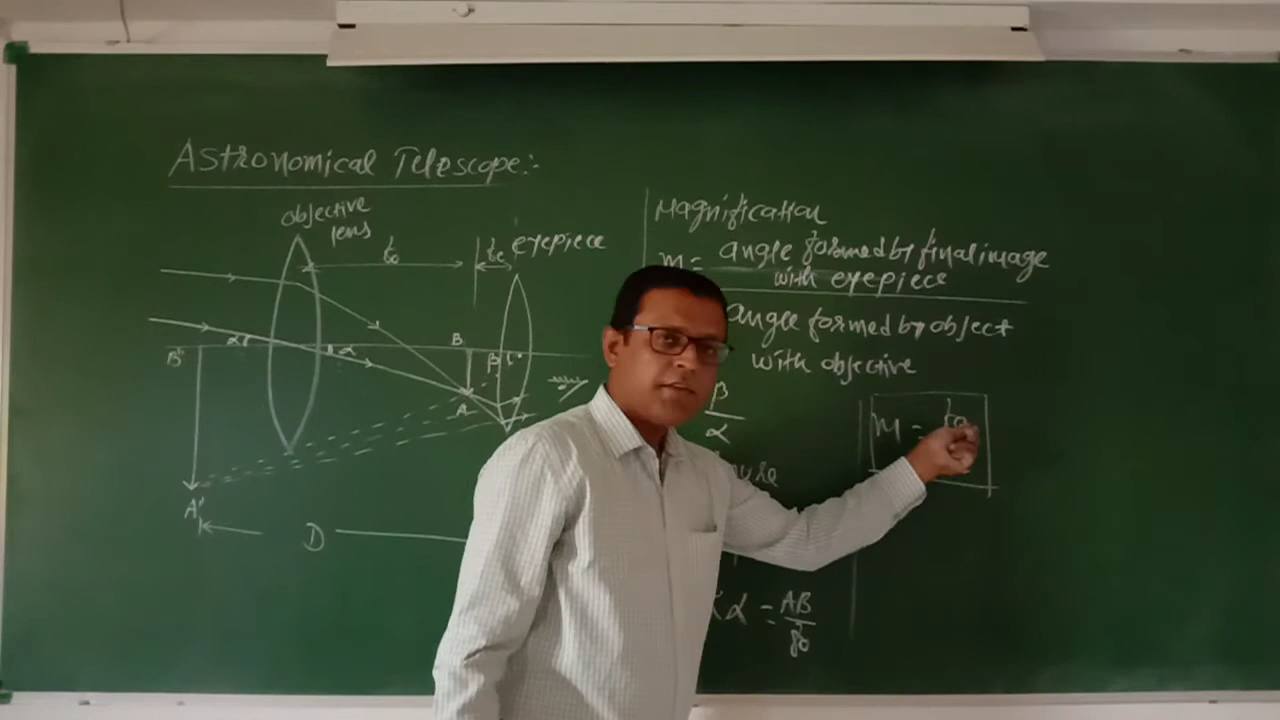 Astronomical Telescope:-
objective
lens
fo
fe
eyepiece
α
α
B"
B
β
A
A"
D
Magnification
m = angle formed by final image
with eyepiece
angle formed by object
with objective
β
α
m = fo
α = AB
fo